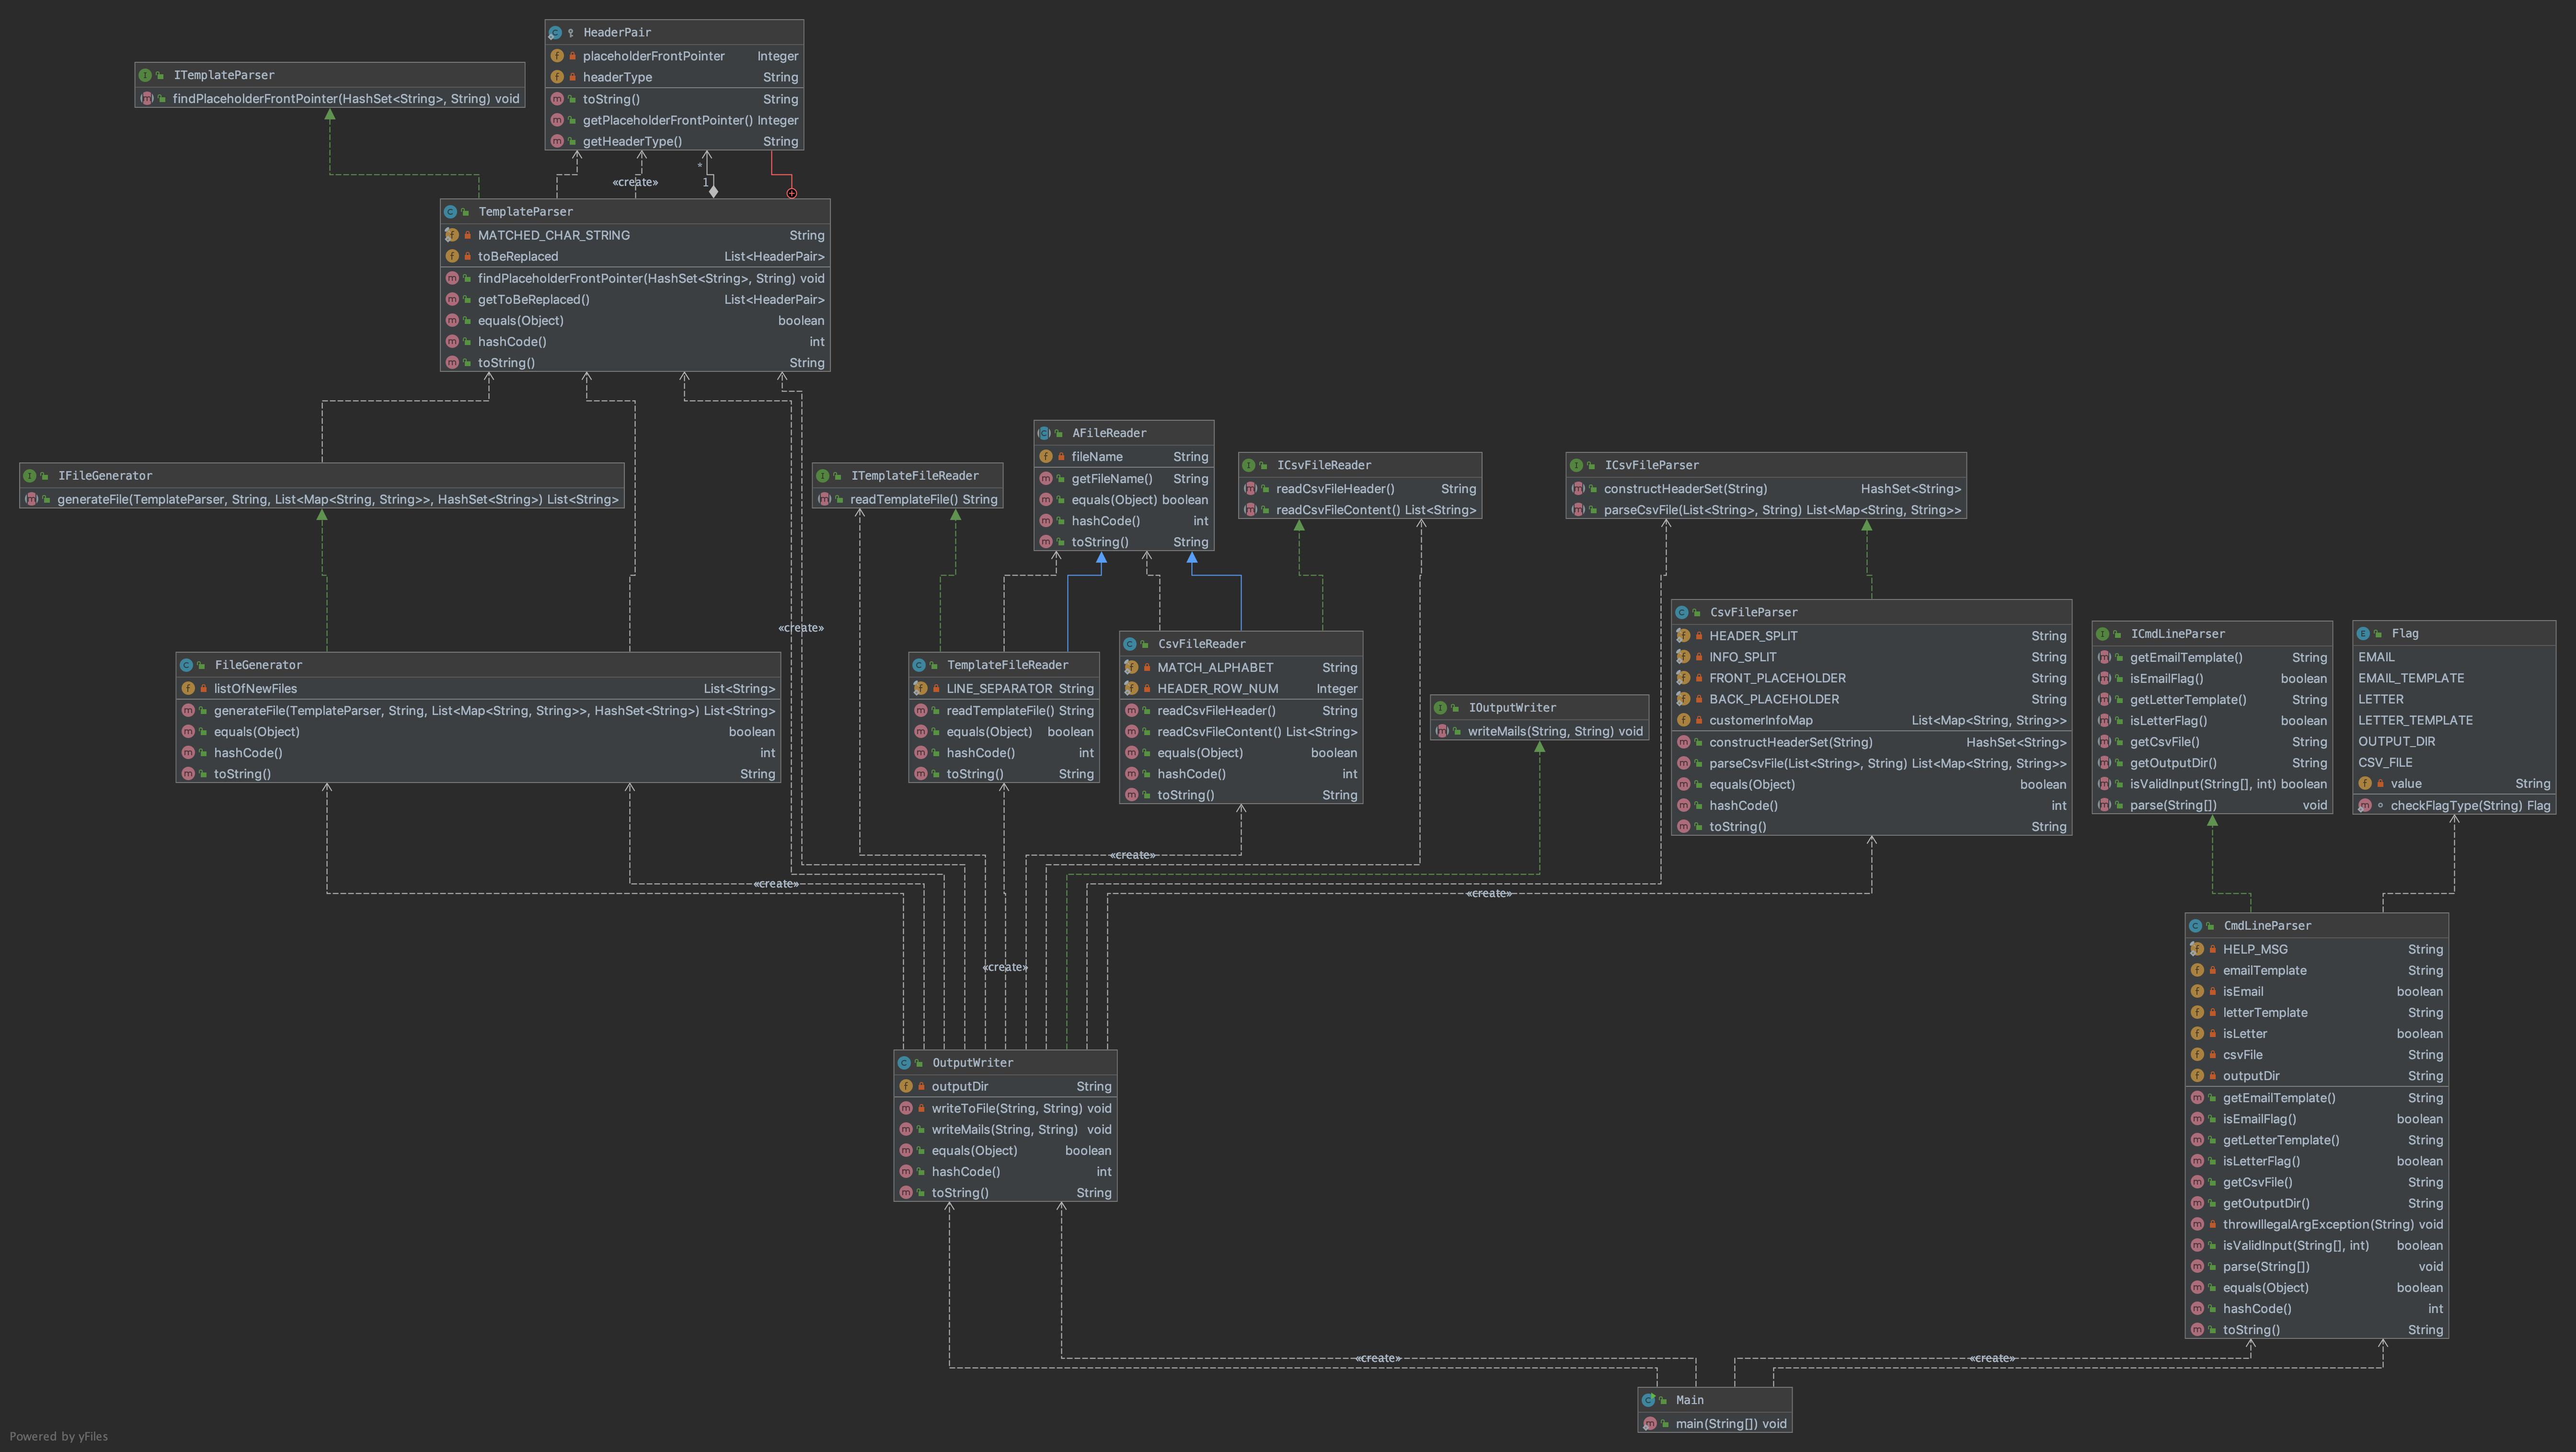 HeaderPair
placeholderFrontPointer Integer
headerType String
toString() String
getPlaceholderFrontPointer() Integer
getHeaderType() String
ITemplateParser
findPlaceholderFrontPointer(HashSet<String>, String) void
«create»
*
1
TemplateParser
MATCHED_CHAR_STRING String
toBeReplaced List<HeaderPair>
findPlaceholderFrontPointer(HashSet<String>, String) void
getToBeReplaced() List<HeaderPair>
equals(Object) boolean
hashCode() int
toString() String
IFileGenerator
generateFile(TemplateParser, String, List<Map<String, String>>, HashSet<String>) List<String>
ITemplateFileReader
readTemplateFile() String
AFileReader
fileName String
getFileName() String
equals(Object) boolean
hashCode() int
toString() String
ICsvFileReader
readCsvFileHeader() String
readCsvFileContent() List<String>
ICsvFileParser
constructHeaderSet(String) HashSet<String>
parseCsvFile(List<String>, String) List<Map<String, String>>
«create»
FileGenerator
listOfNewFiles List<String>
generateFile(TemplateParser, String, List<Map<String, String>>, HashSet<String>) List<String>
equals(Object) boolean
hashCode() int
toString() String
TemplateFileReader
LINE_SEPARATOR String
readTemplateFile() String
equals(Object) boolean
hashCode() int
toString() String
CsvFileReader
MATCH_ALPHABET String
HEADER_ROW_NUM Integer
readCsvFileHeader() String
readCsvFileContent() List<String>
equals(Object) boolean
hashCode() int
toString() String
IOutputWriter
writeMails(String, String) void
CsvFileParser
HEADER_SPLIT String
INFO_SPLIT String
FRONT_PLACEHOLDER String
BACK_PLACEHOLDER String
customerInfoMap List<Map<String, String>>
constructHeaderSet(String) HashSet<String>
parseCsvFile(List<String>, String) List<Map<String, String>>
equals(Object) boolean
hashCode() int
toString() String
ICmdLineParser
getEmailTemplate() String
isEmailFlag() boolean
getLetterTemplate() String
isLetterFlag() boolean
getCsvFile() String
getOutputDir() String
isValidInput(String[], int) boolean
parse(String[]) void
Flag
EMAIL
EMAIL_TEMPLATE
LETTER
LETTER_TEMPLATE
OUTPUT_DIR
CSV_FILE
value String
checkFlagType(String) Flag
«create»
«create»
«create»
«create»
OutputWriter
outputDir String
writeToFile(String, String) void
writeMails(String, String) void
equals(Object) boolean
hashCode() int
toString() String
CmdLineParser
HELP_MSG String
emailTemplate String
isEmail boolean
letterTemplate String
isLetter boolean
csvFile String
outputDir String
getEmailTemplate() String
isEmailFlag() boolean
getLetterTemplate() String
isLetterFlag() boolean
getCsvFile() String
getOutputDir() String
throwIllegalArgException(String) void
isValidInput(String[], int) boolean
parse(String[]) void
equals(Object) boolean
hashCode() int
toString() String
«create»
«create»
Main
main(String[]) void
Powered by yFiles